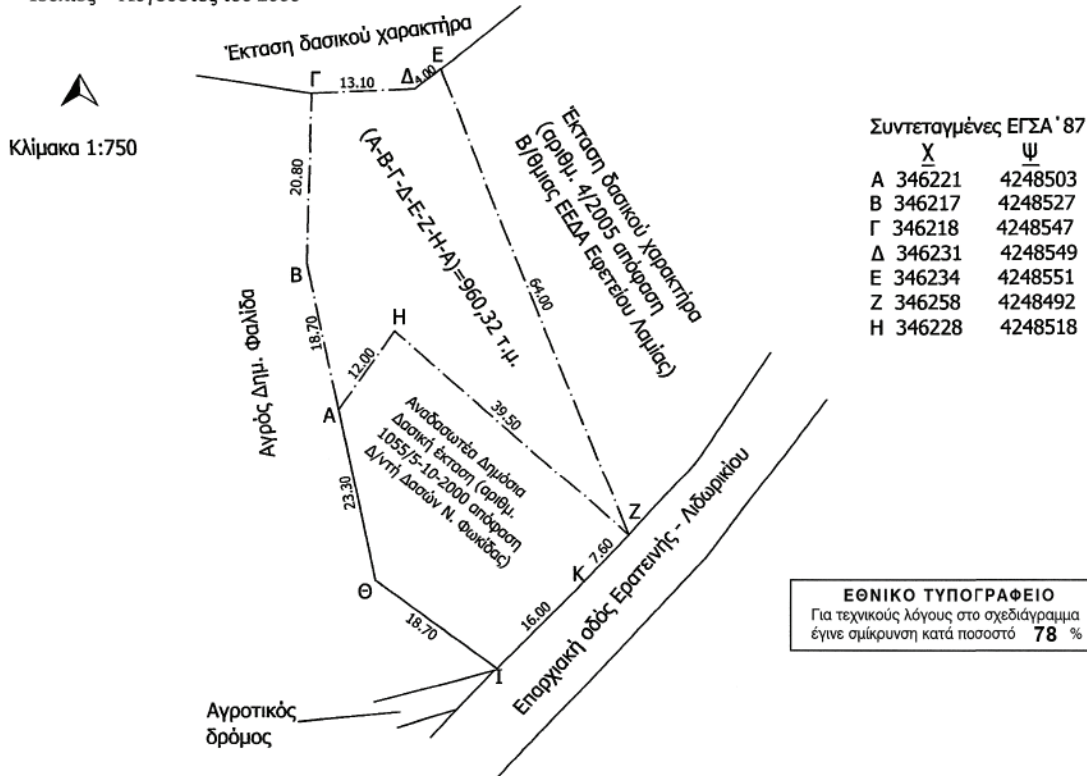 Έκταση δασικού χαρακτήρα
Κλίμακα 1:750
Γ
13.10
Δ
4.00
Ε
20.80
Β
18.70
Α
12.00
Η
39.50
64.00
Ζ
7.60
Κ
16.00
Ι
18.70
Θ
23.30
(Α-Β-Γ-Δ-Ε-Ζ-Η-Α)=960,32 τ.μ.
Έκταση δασικού χαρακτήρα
(αριθμ. 4/2005 απόφαση
Β/θμιας ΕΕΔΑ Εφετείου Λαμίας)
Αγρός Δημ. Φαλίδα
Αναδασωτέα Δημόσια
Δασική έκταση (αριθμ.
1055/5-10-2000 απόφαση
Δ/ντή Δασών Ν. Φωκίδας)
Επαρχιακή οδός Ερατεινής - Λιδωρικίου
Αγροτικός
δρόμος
Συντεταγμένες ΕΓΣΑ '87
Χ Ψ
Α 346221 4248503
Β 346217 4248527
Γ 346218 4248547
Δ 346231 4248549
Ε 346234 4248551
Ζ 346258 4248492
Η 346228 4248518
ΕΘΝΙΚΟ ΤΥΠΟΓΡΑΦΕΙΟ
Για τεχνικούς λόγους στο σχεδιάγραμμα
έγινε σμίκρυνση κατά ποσοστό 78 %